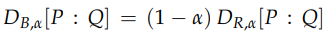 D_{B,α}[P : Q] = (1 − α) D_{R,α}[P : Q]